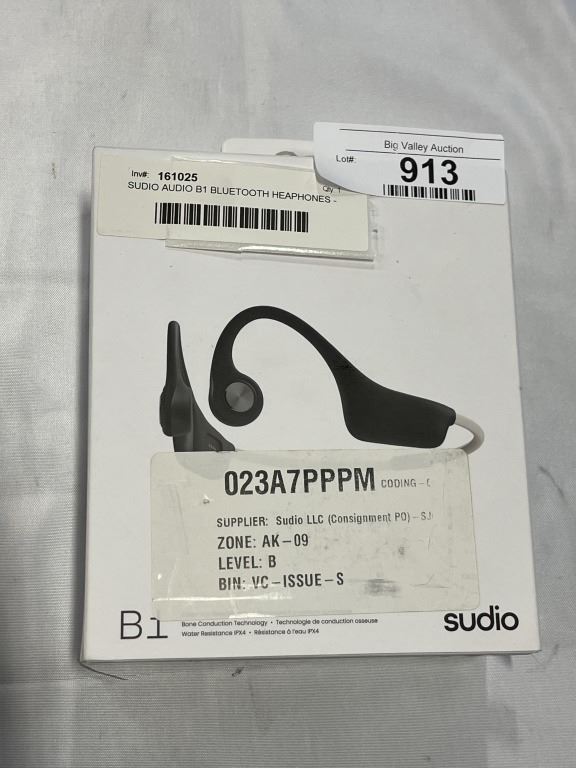 Big Valley Auction
Lot#: 913
Inv#: 161025
Qty 1
SUDIO AUDIO B1 BLUETOOTH HEAPHONES -
023A7PPPM CODING -
SUPPLIER: Sudio LLC (Consignment PO) - SJ
ZONE: AK-09
LEVEL: B
BIN: VC-ISSUE-S
B1
Bone Conduction Technology • Technologie de conduction osseuse
Water Resistance IPX4 • Résistance à l'eau IPX4
sudio